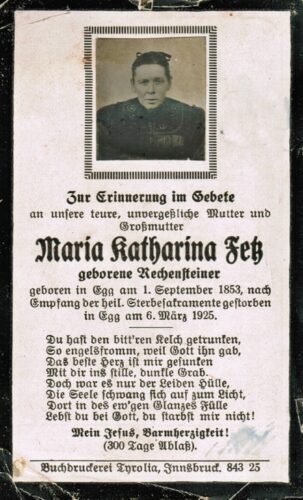 Zur Erinnerung im Gebete
an unsere teure, unvergeßliche Mutter und
Großmutter
Maria Katharina Fetz
geborene Rechensteiner
geboren in Egg am 1. September 1853, nach
Empfang der heil. Sterbesakramente gestorben
in Egg am 6. März 1925.
Du hast den bitt'ren Kelch getrunken,
So engelsfromm, weil Gott ihn gab,
Das beste Herz ist mir gesunken
Mit dir ins stille, dunkle Grab.
Doch war es nur der Leiden Hülle,
Die Seele schwang sich auf zum Licht,
Dort in des ew'gen Glanzes Fülle
Lebst du bei Gott, du starbst mir nicht!
Mein Jesus, Barmherzigkeit!
(300 Tage Ablaß.)
Buchdruckerei Tyrolia, Innsbruck. 843 25